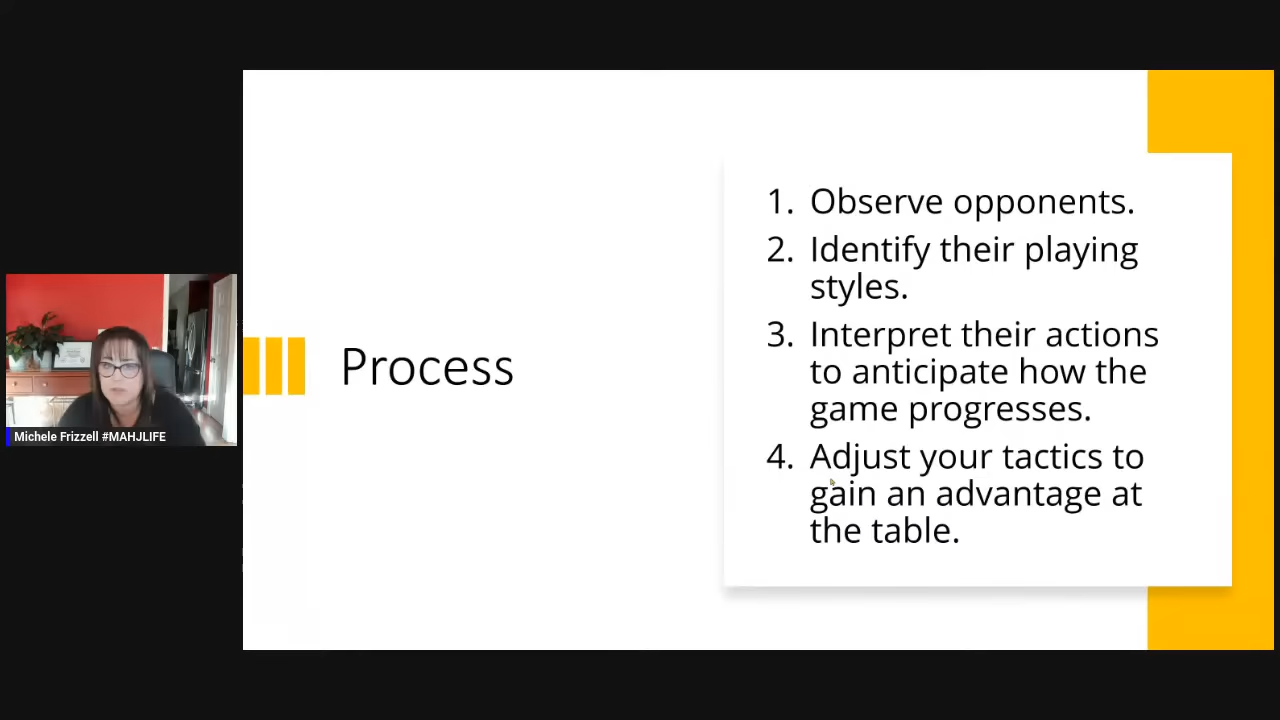 Process
1. Observe opponents.
2. Identify their playing
styles.
3. Interpret their actions
to anticipate how the
game progresses.
4. Adjust your tactics to
gain an advantage at
the table.
Michele Frizzell #MAHJLIFE